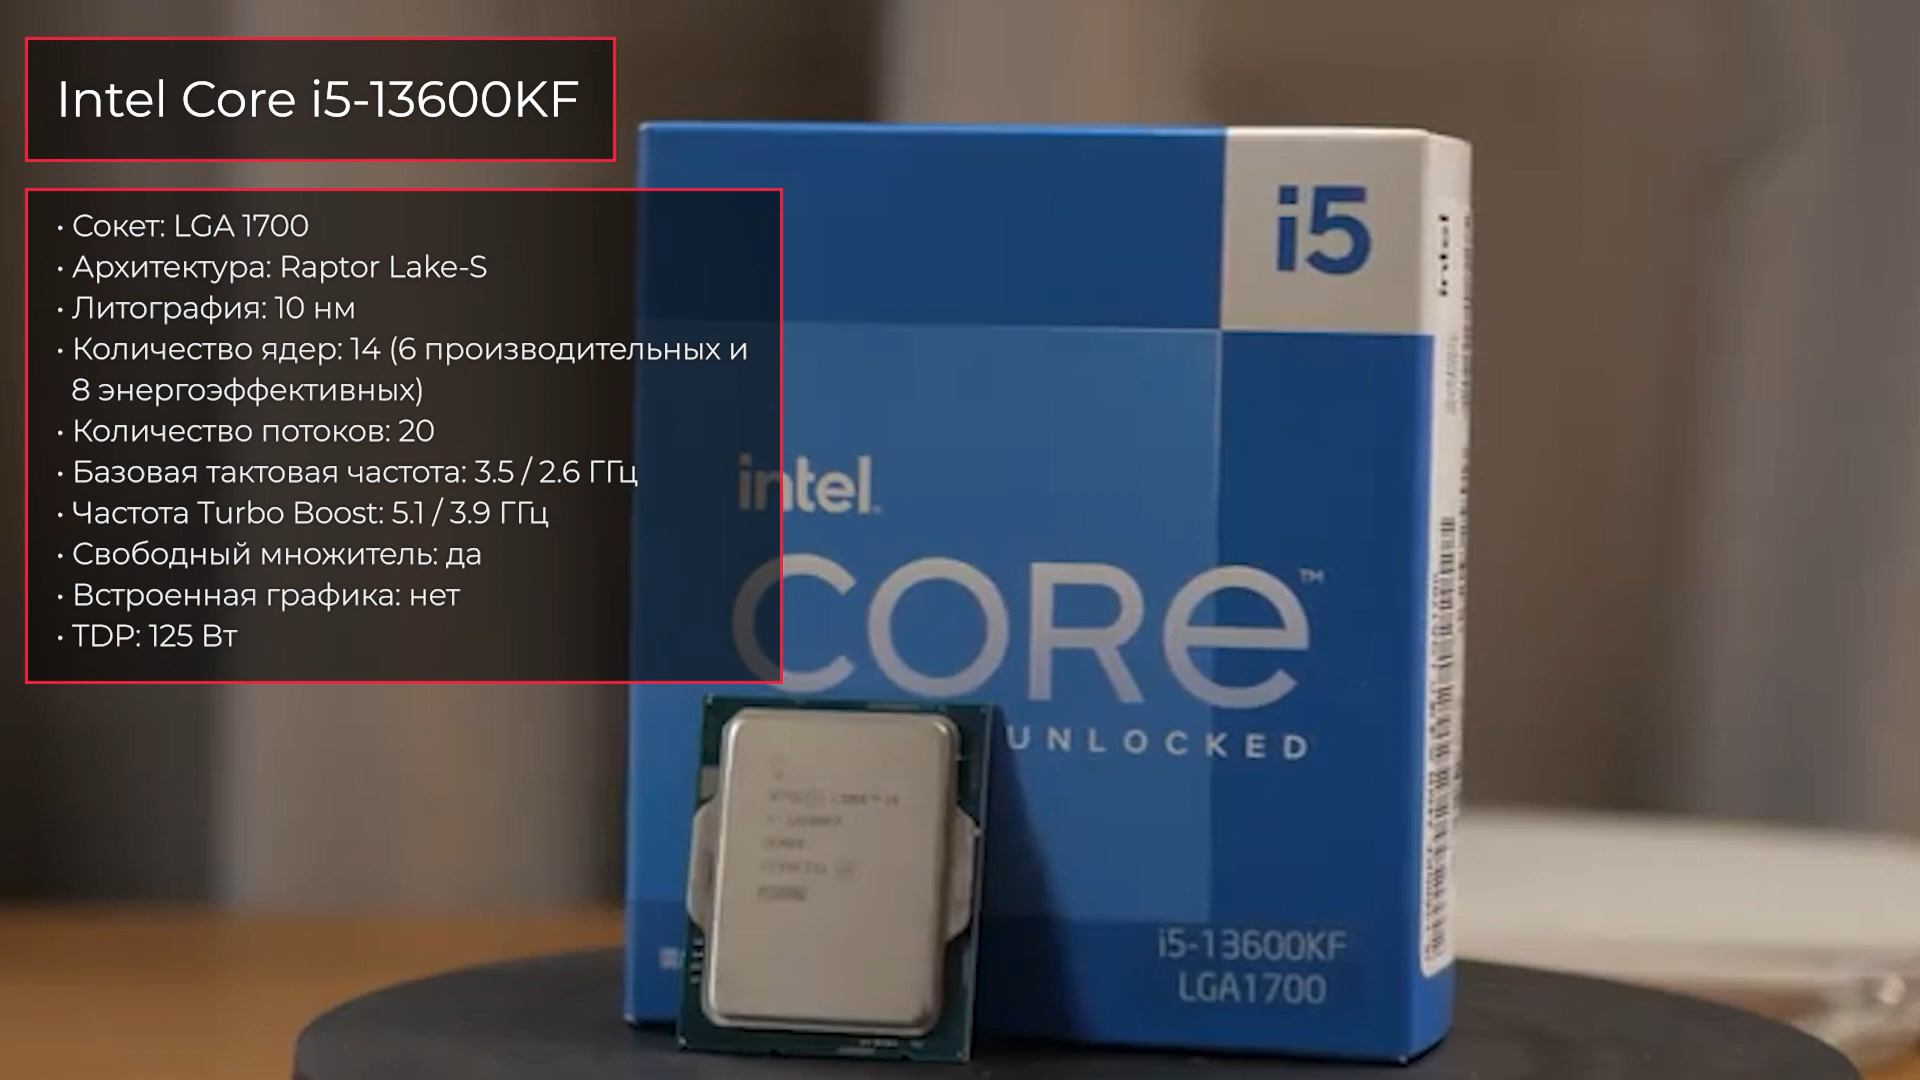 Intel Core i5-13600KF
• Сокет: LGA 1700
• Архитектура: Raptor Lake-S
• Литография: 10 нм
• Количество ядер: 14 (6 производительных и
8 энергоэффективных)
• Количество потоков: 20
• Базовая тактовая частота: 3.5 / 2.6 ГГц
• Частота Turbo Boost: 5.1 / 3.9 ГГц
• Свободный множитель: да
• Встроенная графика: нет
• TDP: 125 Вт
i5
intel
intel.
CORe™
UNLOCKED
i5-13600KF
LGA1700